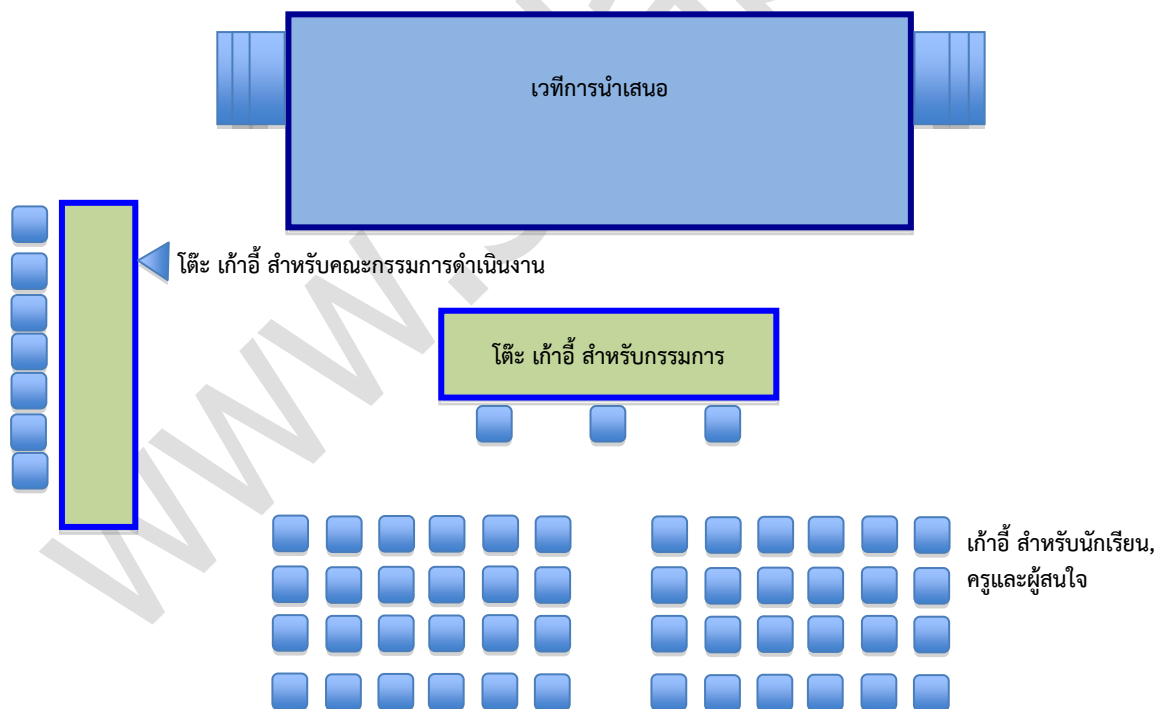 เวทีการนำเสนอ
โต๊ะ เก้าอี้ สำหรับคณะกรรมการดำเนินงาน
โต๊ะ เก้าอี้ สำหรับกรรมการ
เก้าอี้ สำหรับนักเรียน,
ครูและผู้สนใจ
www.s